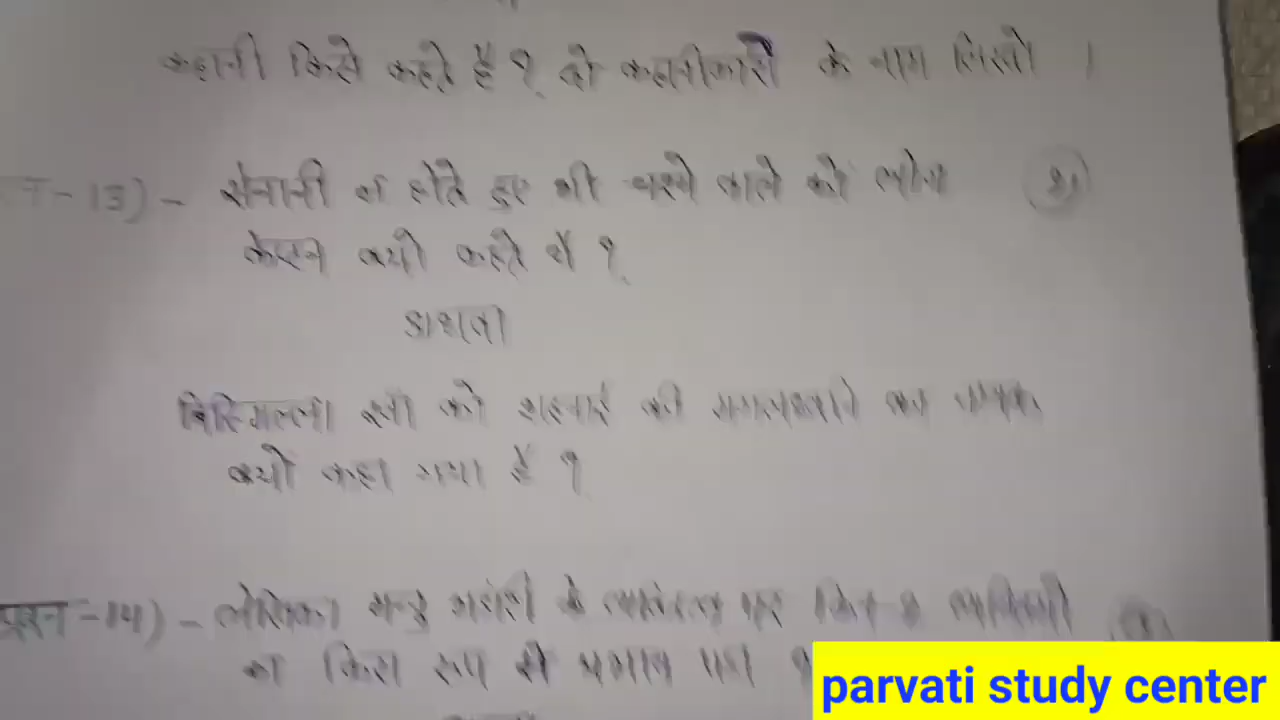 कहानी किसे कहते हैं ? दो कहानीकारों के नाम लिखो ।
न - 13) - सेनानी न होते हुए भी चश्मे वाले को लोग (2)
केप्टन क्यों कहते थे ?
अथवा
बिस्मिल्ला खाँ को शहनाई की मंगलध्वनि का नायक
क्यों कहा गया है ?
प्रश्न - 14) - लेखिका मन्नु भंडारी के व्यक्तित्व पर किन २ व्यक्तियों
का किस रूप से प्रभाव पड़ा ?
parvati study center